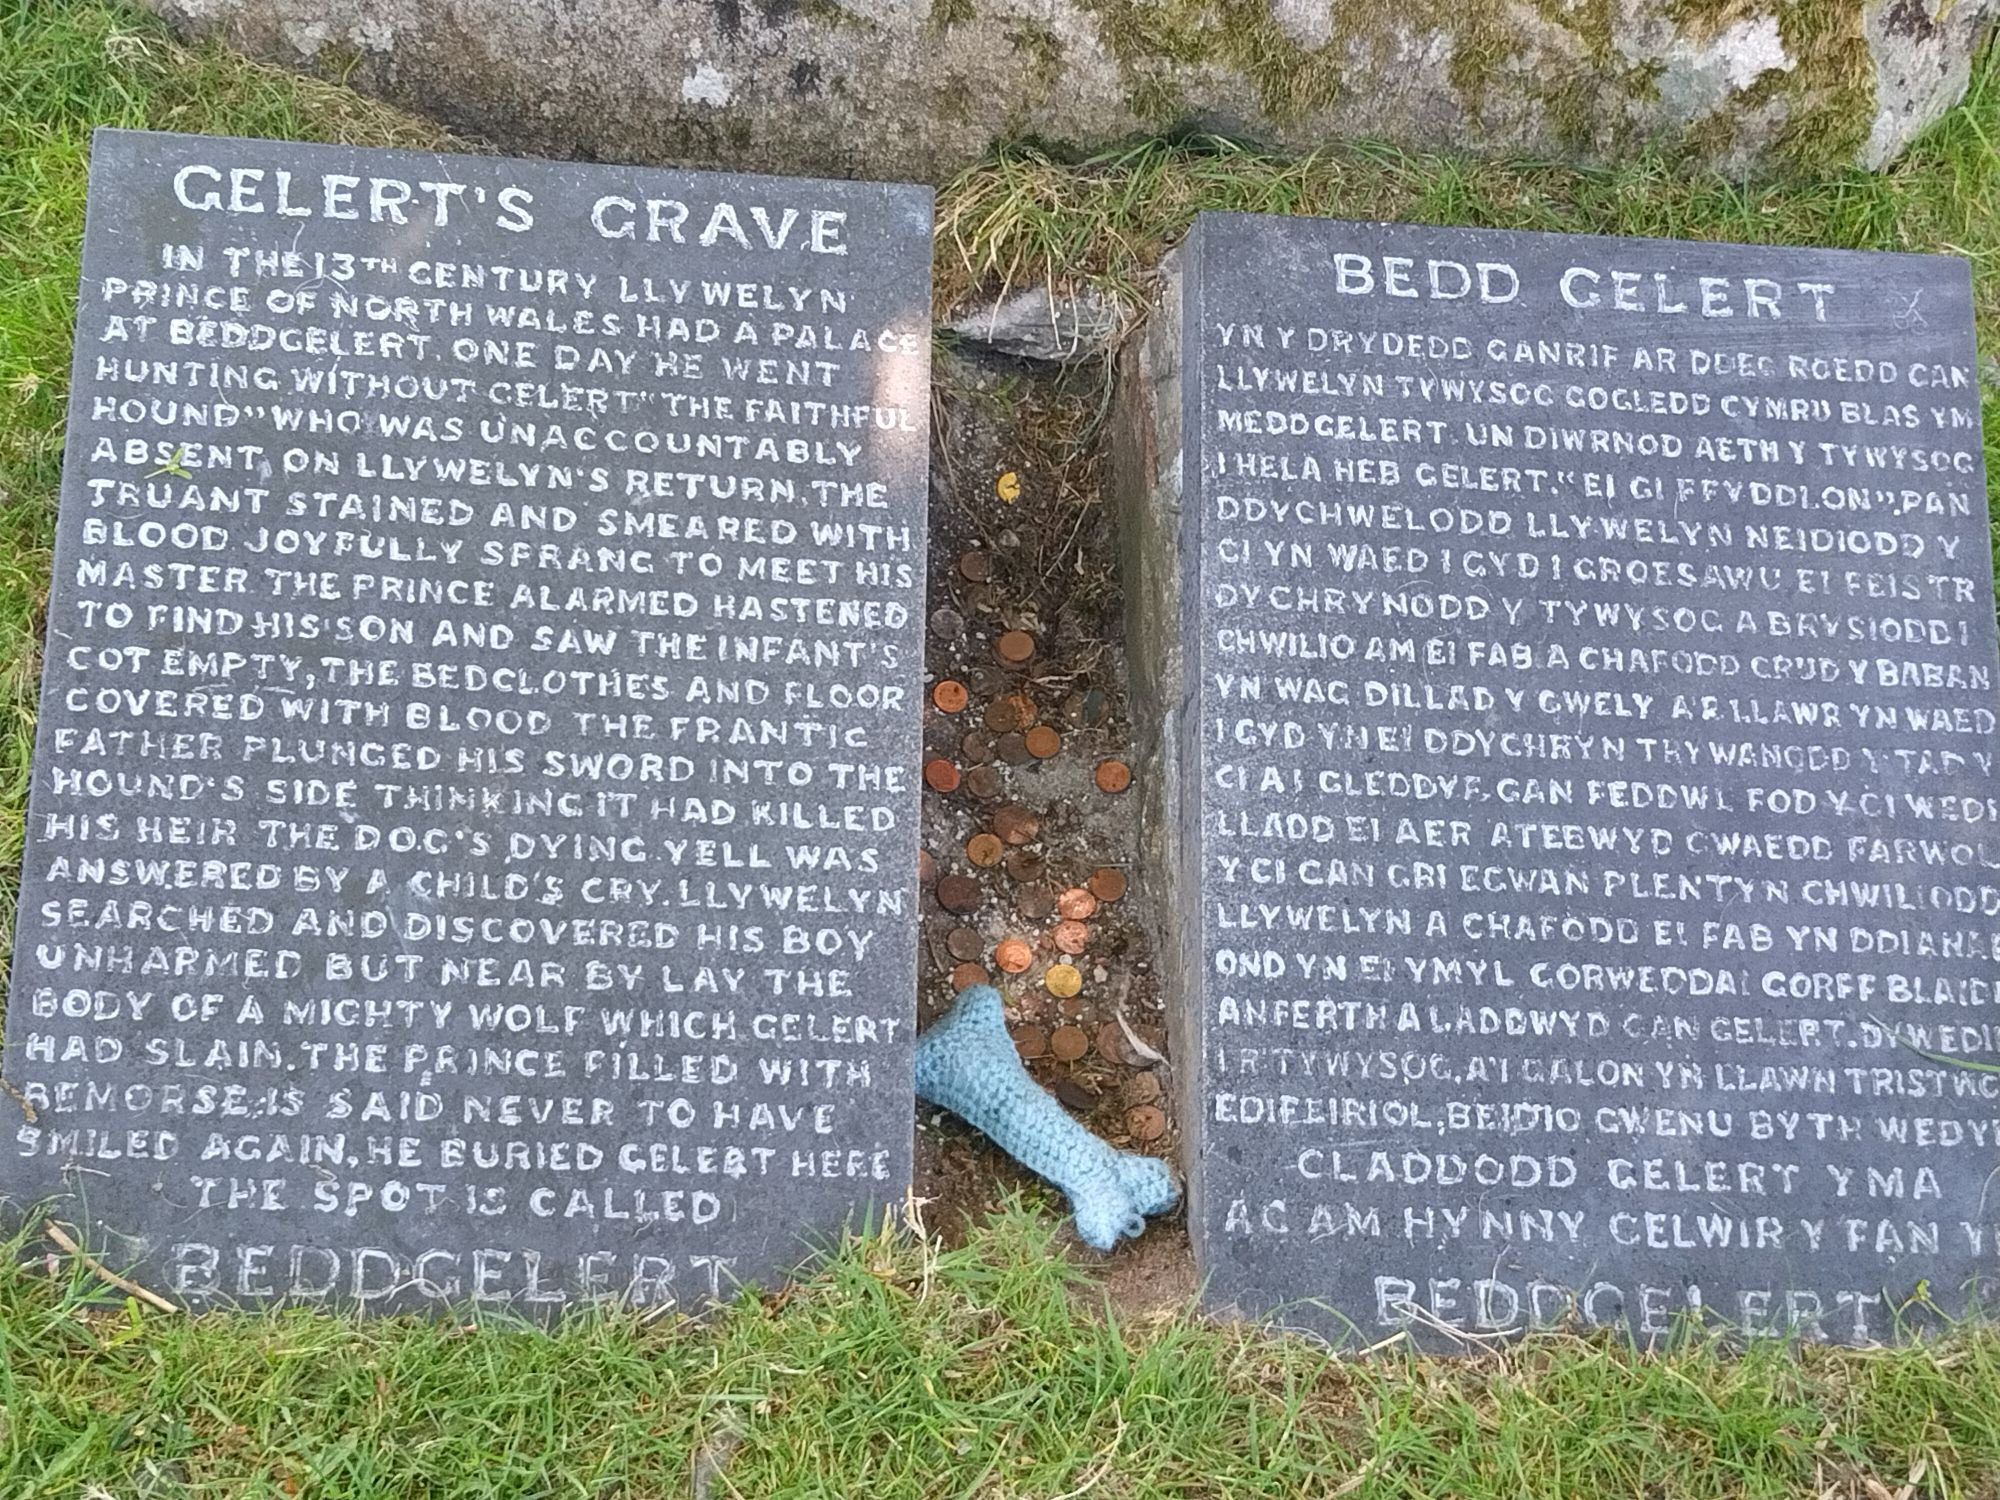 GELERT'S GRAVE
IN THE 13TH CENTURY LLYWELYN
PRINCE OF NORTH WALES HAD A PALACE
AT BEDDGELERT. ONE DAY HE WENT
HUNTING WITHOUT GELERT "THE FAITHFUL
HOUND" WHO WAS UNACCOUNTABLY
ABSENT, ON LLYWELYN'S RETURN, THE
TRUANT STAINED AND SMEARED WITH
BLOOD JOYFULLY SPRANG TO MEET HIS
MASTER THE PRINCE ALARMED HASTENED
TO FIND HIS SON AND SAW THE INFANT'S
COT EMPTY, THE BEDCLOTHES AND FLOOR
COVERED WITH BLOOD THE FRANTIC
FATHER PLUNGED HIS SWORD INTO THE
HOUND'S SIDE THINKING IT HAD KILLED
HIS HEIR THE DOG'S DYING YELL WAS
ANSWERED BY A CHILD'S CRY. LLYWELYN
SEARCHED AND DISCOVERED HIS BOY
UNHARMED BUT NEAR BY LAY THE
BODY OF A MIGHTY WOLF WHICH GELERT
HAD SLAIN. THE PRINCE FILLED WITH
REMORSE IS SAID NEVER TO HAVE
SMILED AGAIN, HE BURIED GELERT HERE
THE SPOT IS CALLED
BEDDGELERT
BEDD GELERT
YN Y DRYDEDD GANRIF AR DDEG ROEDD GAN
LLYWELYN TYWYSOG GOGLEDD CYMRU BLAS YM
MEDDGELERT. UN DIWRNOD AETH Y TYWYSOG
I HELA HEB GELERT. "EI GI FFYDDLON". PAN
DDYCHWELODD LLYWELYN NEIDIODD Y
CI YN WAED I GYD I GROESAWU EI FEISTR
DYCHRYNODD Y TYWYSOG A BRYSIODD I
CHWILIO AM EI FAB A CHAFODD CRUD Y BABAN
YN WAG DILLAD Y GWELY A'R LLAWR YN WAED
I GYD YN EI DDYCHRYN TRYWANODD Y TAD Y
CI A'I GLEDDYF, GAN FEDDWL FOD Y CI WEDI
LLADD EI AER ATEBWYD GWAEDD FARWOL
Y CI GAN GRI EGWAN PLENTYN CHWILIODD
LLYWELYN A CHAFODD EI FAB YN
OND YN EI YMYL GORWEDDAI GORFF
ANFERTH A LADDWYD GAN GELERT.
I'R TYWYSOG, A'I GALON YN LLAWN
EDIFEIRIOL, BEIDIO GWENU BYTH
CLADDODD GELERT YMA
AC AM HYNNY GELWIR Y FAN
BEDDGELERT